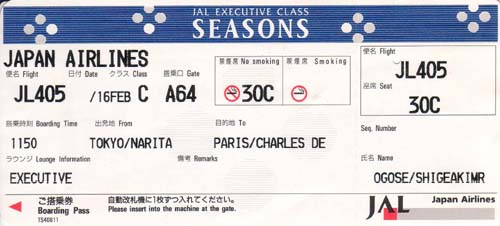 JAL EXECUTIVE CLASS
SEASONS
JAPAN AIRLINES
便名 Flight 日付 Date クラス Class 搭乗口 Gate 禁煙席 No smoking 喫煙席 Smoking
JL405 /16FEB C A64 30C
搭乗時刻 Boarding Time 出発地 From 目的地 To
1150 TOKYO/NARITA PARIS/CHARLES DE
ラウンジ Lounge Information 備考 Remarks
EXECUTIVE
ご搭乗券 自動改札機に1枚ずつ入れてください。
Boarding Pass Please insert into the machine at the gate.
TS40811
便名 Flight
JL405
座席 Seat
30C
Seq. Number
氏名 Name
OGOSE/SHIGEAKIMR
JAL Japan Airlines